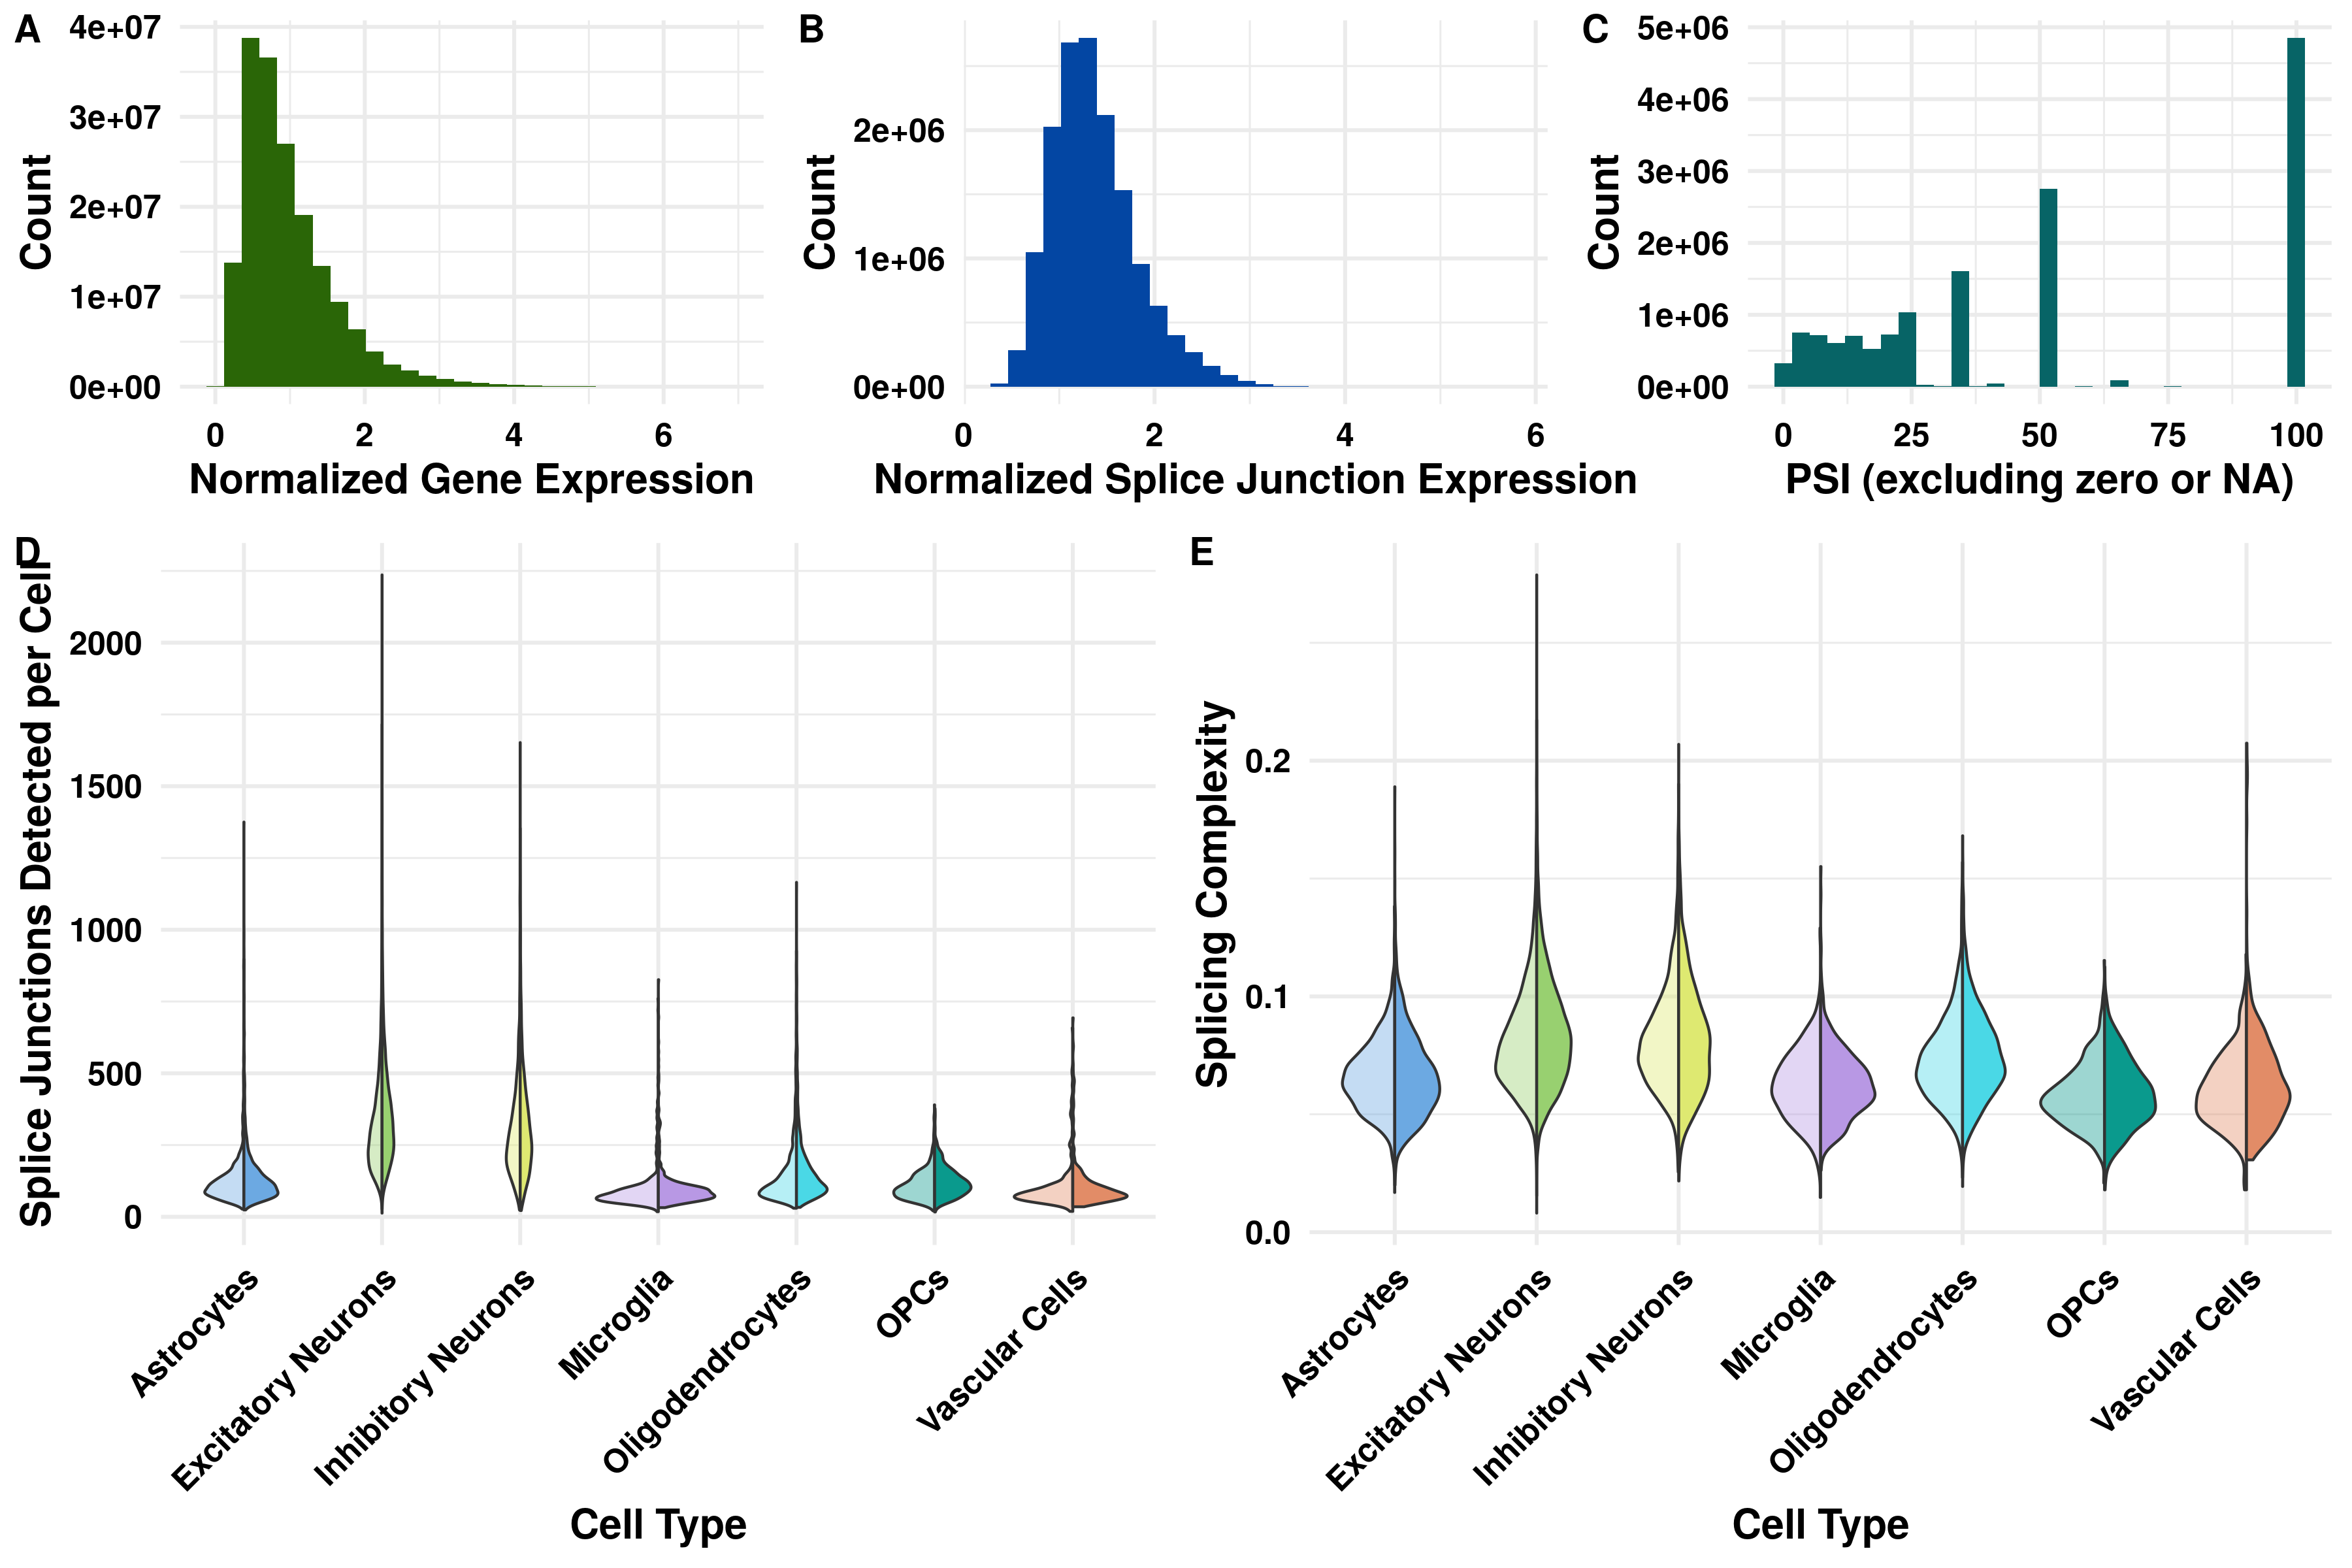 A
Count
4e+07
3e+07
2e+07
1e+07
0e+00
0 2 4 6
Normalized Gene Expression
B
Count
2e+06
1e+06
0e+00
0 2 4 6
Normalized Splice Junction Expression
C
Count
5e+06
4e+06
3e+06
2e+06
1e+06
0e+00
0 25 50 75 100
PSI (excluding zero or NA)
D
Splice Junctions Detected per Cell
2000
1500
1000
500
0
Astrocytes
Excitatory Neurons
Inhibitory Neurons
Microglia
Oligodendrocytes
OPCs
Vascular Cells
Cell Type
E
Splicing Complexity
0.2
0.1
0.0
Astrocytes
Excitatory Neurons
Inhibitory Neurons
Microglia
Oligodendrocytes
OPCs
Vascular Cells
Cell Type